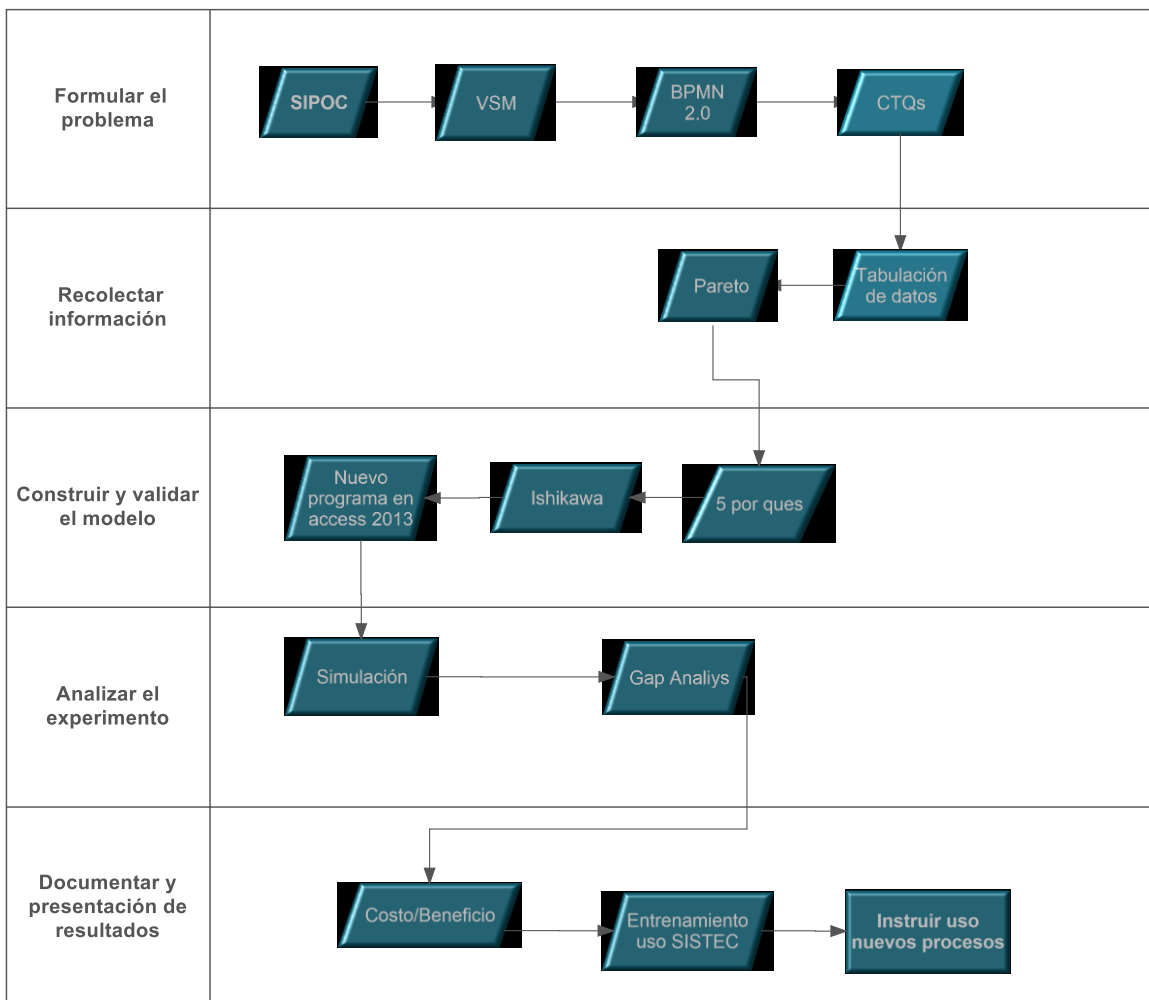 Formular el
problema
SIPOC
VSM
BPMN
2.0
CTQs
Recolectar
información
Pareto
Tabulación
de datos
Construir y validar
el modelo
Nuevo
programa en
access 2013
Ishikawa
5 por ques
Analizar el
experimento
Simulación
Gap Analiys
Documentar y
presentación de
resultados
Costo/Beneficio
Entrenamiento
uso SISTEC
Instruir uso
nuevos procesos